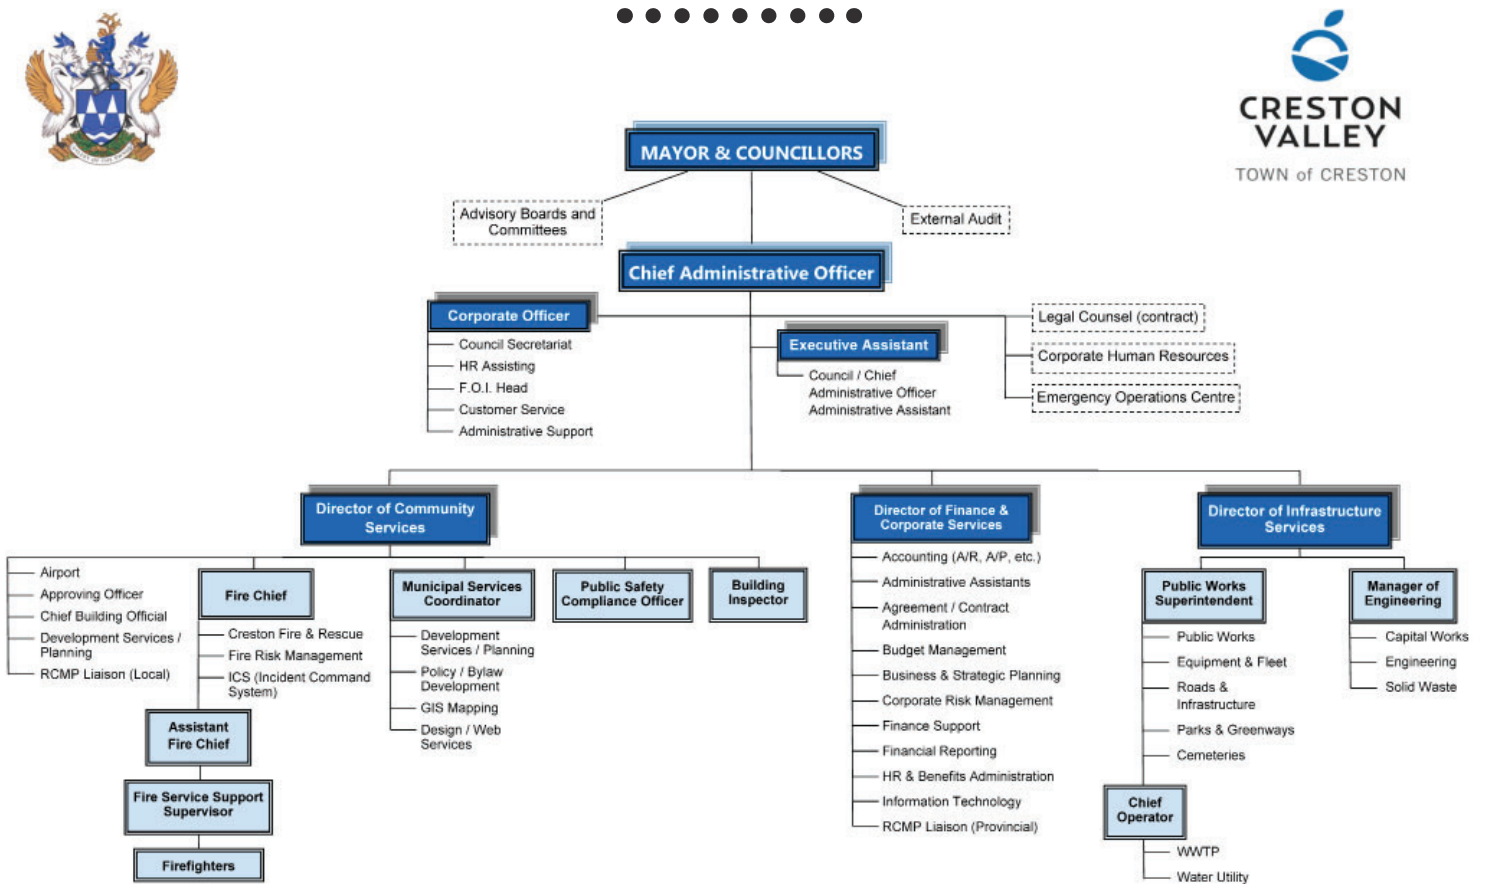 CRESTON
VALLEY
TOWN of CRESTON
MAYOR & COUNCILLORS
Advisory Boards and
Committees
External Audit
Chief Administrative Officer
Corporate Officer
Council Secretariat
HR Assisting
F.O.I. Head
Customer Service
Administrative Support
Executive Assistant
Council / Chief
Administrative Officer
Administrative Assistant
Legal Counsel (contract)
Corporate Human Resources
Emergency Operations Centre
Director of Community
Services
Airport
Approving Officer
Chief Building Official
Development Services /
Planning
RCMP Liaison (Local)
Fire Chief
Creston Fire & Rescue
Fire Risk Management
ICS (Incident Command
System)
Assistant
Fire Chief
Fire Service Support
Supervisor
Firefighters
Municipal Services
Coordinator
Development
Services / Planning
Policy / Bylaw
Development
GIS Mapping
Design / Web
Services
Public Safety
Compliance Officer
Building
Inspector
Director of Finance &
Corporate Services
Accounting (A/R, A/P, etc.)
Administrative Assistants
Agreement / Contract
Administration
Budget Management
Business & Strategic Planning
Corporate Risk Management
Finance Support
Financial Reporting
HR & Benefits Administration
Information Technology
RCMP Liaison (Provincial)
Director of Infrastructure
Services
Public Works
Superintendent
Public Works
Equipment & Fleet
Roads &
Infrastructure
Parks & Greenways
Cemeteries
Chief
Operator
WWTP
Water Utility
Manager of
Engineering
Capital Works
Engineering
Solid Waste